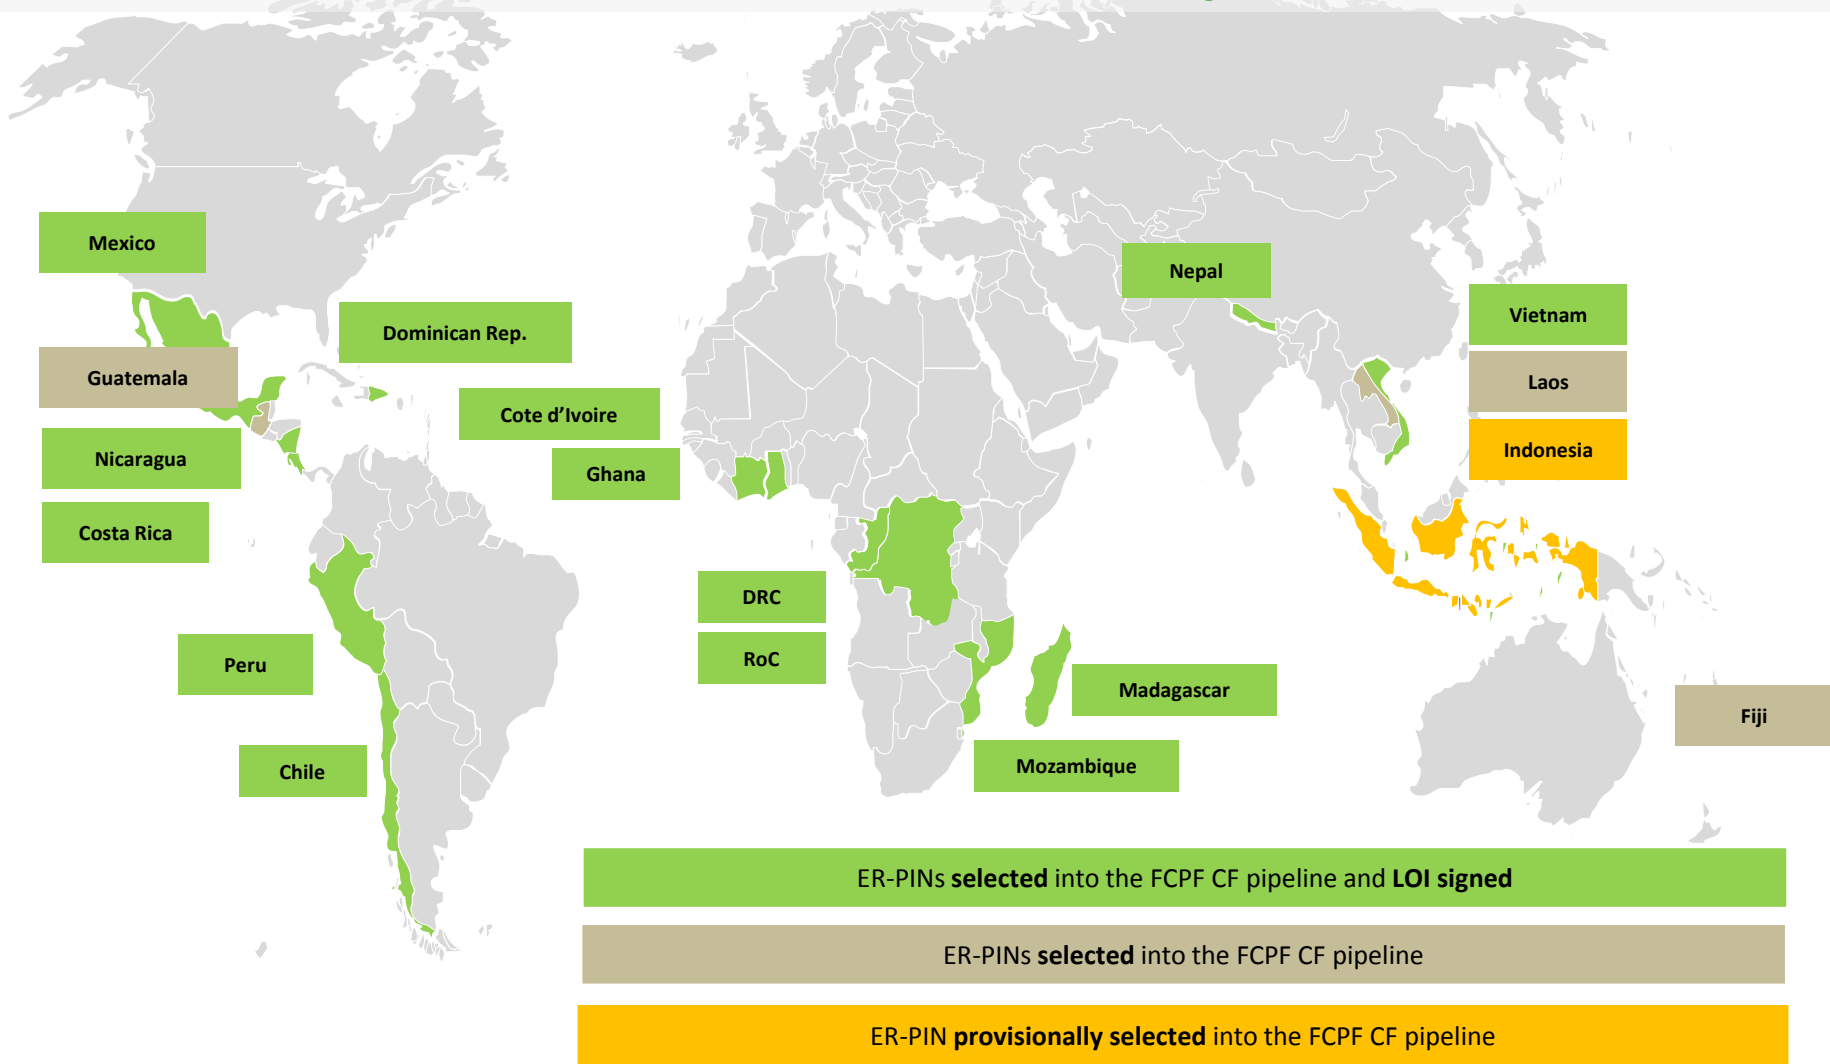 Mexico
Nepal
Vietnam
Dominican Rep.
Guatemala
Laos
Cote d’Ivoire
Indonesia
Nicaragua
Ghana
Costa Rica
DRC
RoC
Peru
Madagascar
Fiji
Chile
Mozambique
ER-PINs selected into the FCPF CF pipeline and LOI signed
ER-PINs selected into the FCPF CF pipeline
ER-PIN provisionally selected into the FCPF CF pipeline